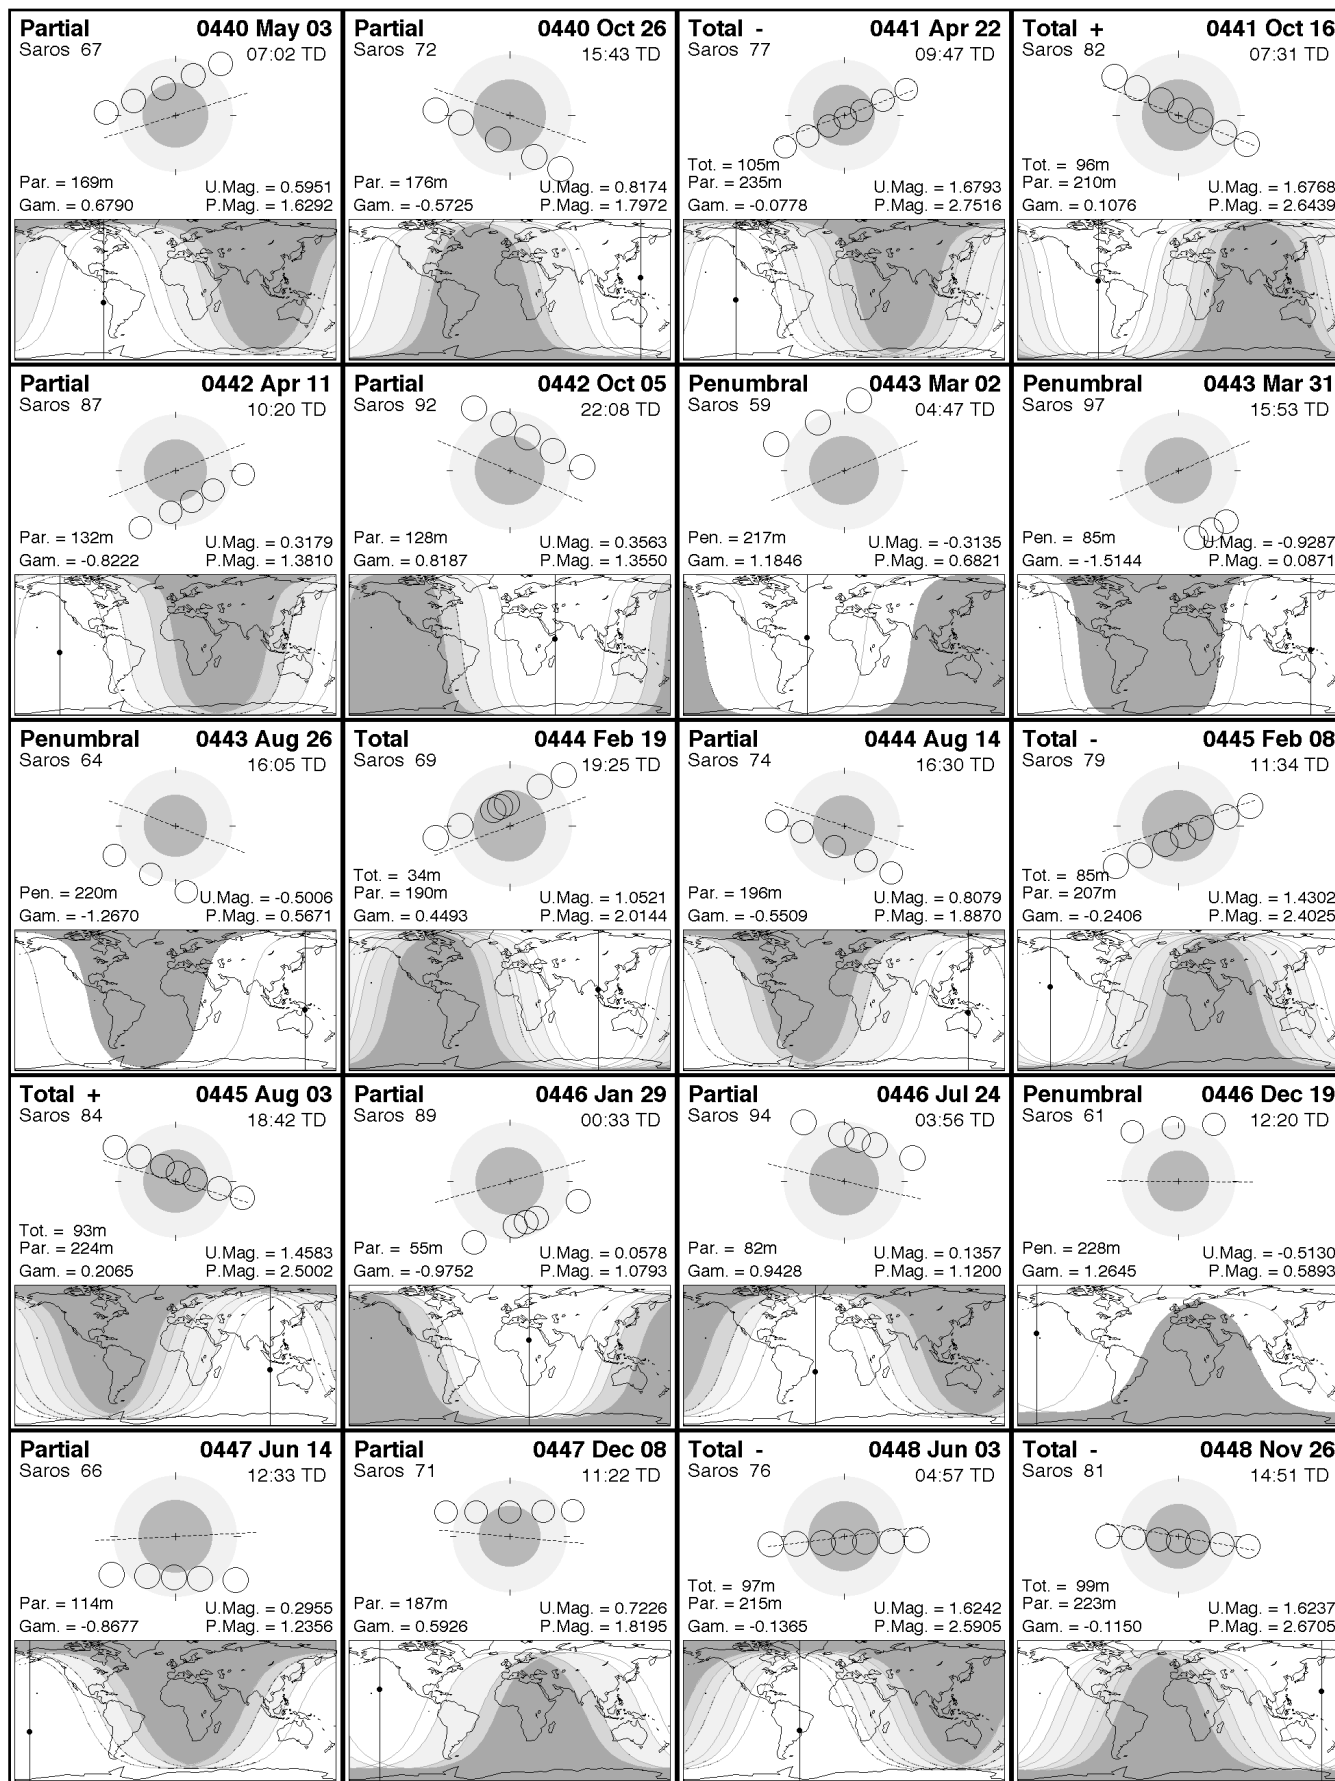 Partial 0440 May 03
Saros 67 07:02 TD
Par. = 169m U.Mag. = 0.5951
Gam. = 0.6790 P.Mag. = 1.6292
Partial 0440 Oct 26
Saros 72 15:43 TD
Par. = 176m U.Mag. = 0.8174
Gam. = -0.5725 P.Mag. = 1.7972
Total - 0441 Apr 22
Saros 77 09:47 TD
Tot. = 105m
Par. = 235m U.Mag. = 1.6793
Gam. = -0.0778 P.Mag. = 2.7516
Total + 0441 Oct 16
Saros 82 07:31 TD
Tot. = 96m
Par. = 210m U.Mag. = 1.6768
Gam. = 0.1076 P.Mag. = 2.6439
Partial 0442 Apr 11
Saros 87 10:20 TD
Par. = 132m U.Mag. = 0.3179
Gam. = -0.8222 P.Mag. = 1.3810
Partial 0442 Oct 05
Saros 92 22:08 TD
Par. = 128m U.Mag. = 0.3563
Gam. = 0.8187 P.Mag. = 1.3550
Penumbral 0443 Mar 02
Saros 59 04:47 TD
Pen. = 217m U.Mag. = -0.3135
Gam. = 1.1846 P.Mag. = 0.6821
Penumbral 0443 Mar 31
Saros 97 15:53 TD
Pen. = 85m U.Mag. = -0.9287
Gam. = -1.5144 P.Mag. = 0.0871
Penumbral 0443 Aug 26
Saros 64 16:05 TD
Pen. = 220m U.Mag. = -0.5006
Gam. = -1.2670 P.Mag. = 0.5671
Total 0444 Feb 19
Saros 69 19:25 TD
Tot. = 34m
Par. = 190m U.Mag. = 1.0521
Gam. = 0.4493 P.Mag. = 2.0144
Partial 0444 Aug 14
Saros 74 16:30 TD
Par. = 196m U.Mag. = 0.8079
Gam. = -0.5509 P.Mag. = 1.8870
Total - 0445 Feb 08
Saros 79 11:34 TD
Tot. = 85m
Par. = 207m U.Mag. = 1.4302
Gam. = -0.2406 P.Mag. = 2.4025
Total + 0445 Aug 03
Saros 84 18:42 TD
Tot. = 93m
Par. = 224m U.Mag. = 1.4583
Gam. = 0.2065 P.Mag. = 2.5002
Partial 0446 Jan 29
Saros 89 00:33 TD
Par. = 55m U.Mag. = 0.0578
Gam. = -0.9752 P.Mag. = 1.0793
Partial 0446 Jul 24
Saros 94 03:56 TD
Par. = 82m U.Mag. = 0.1357
Gam. = 0.9428 P.Mag. = 1.1200
Penumbral 0446 Dec 19
Saros 61 12:20 TD
Pen. = 228m U.Mag. = -0.5130
Gam. = 1.2645 P.Mag. = 0.5893
Partial 0447 Jun 14
Saros 66 12:33 TD
Par. = 114m U.Mag. = 0.2955
Gam. = -0.8677 P.Mag. = 1.2356
Partial 0447 Dec 08
Saros 71 11:22 TD
Par. = 187m U.Mag. = 0.7226
Gam. = 0.5926 P.Mag. = 1.8195
Total - 0448 Jun 03
Saros 76 04:57 TD
Tot. = 97m
Par. = 215m U.Mag. = 1.6242
Gam. = -0.1365 P.Mag. = 2.5905
Total - 0448 Nov 26
Saros 81 14:51 TD
Tot. = 99m
Par. = 223m U.Mag. = 1.6237
Gam. = -0.1150 P.Mag. = 2.6705